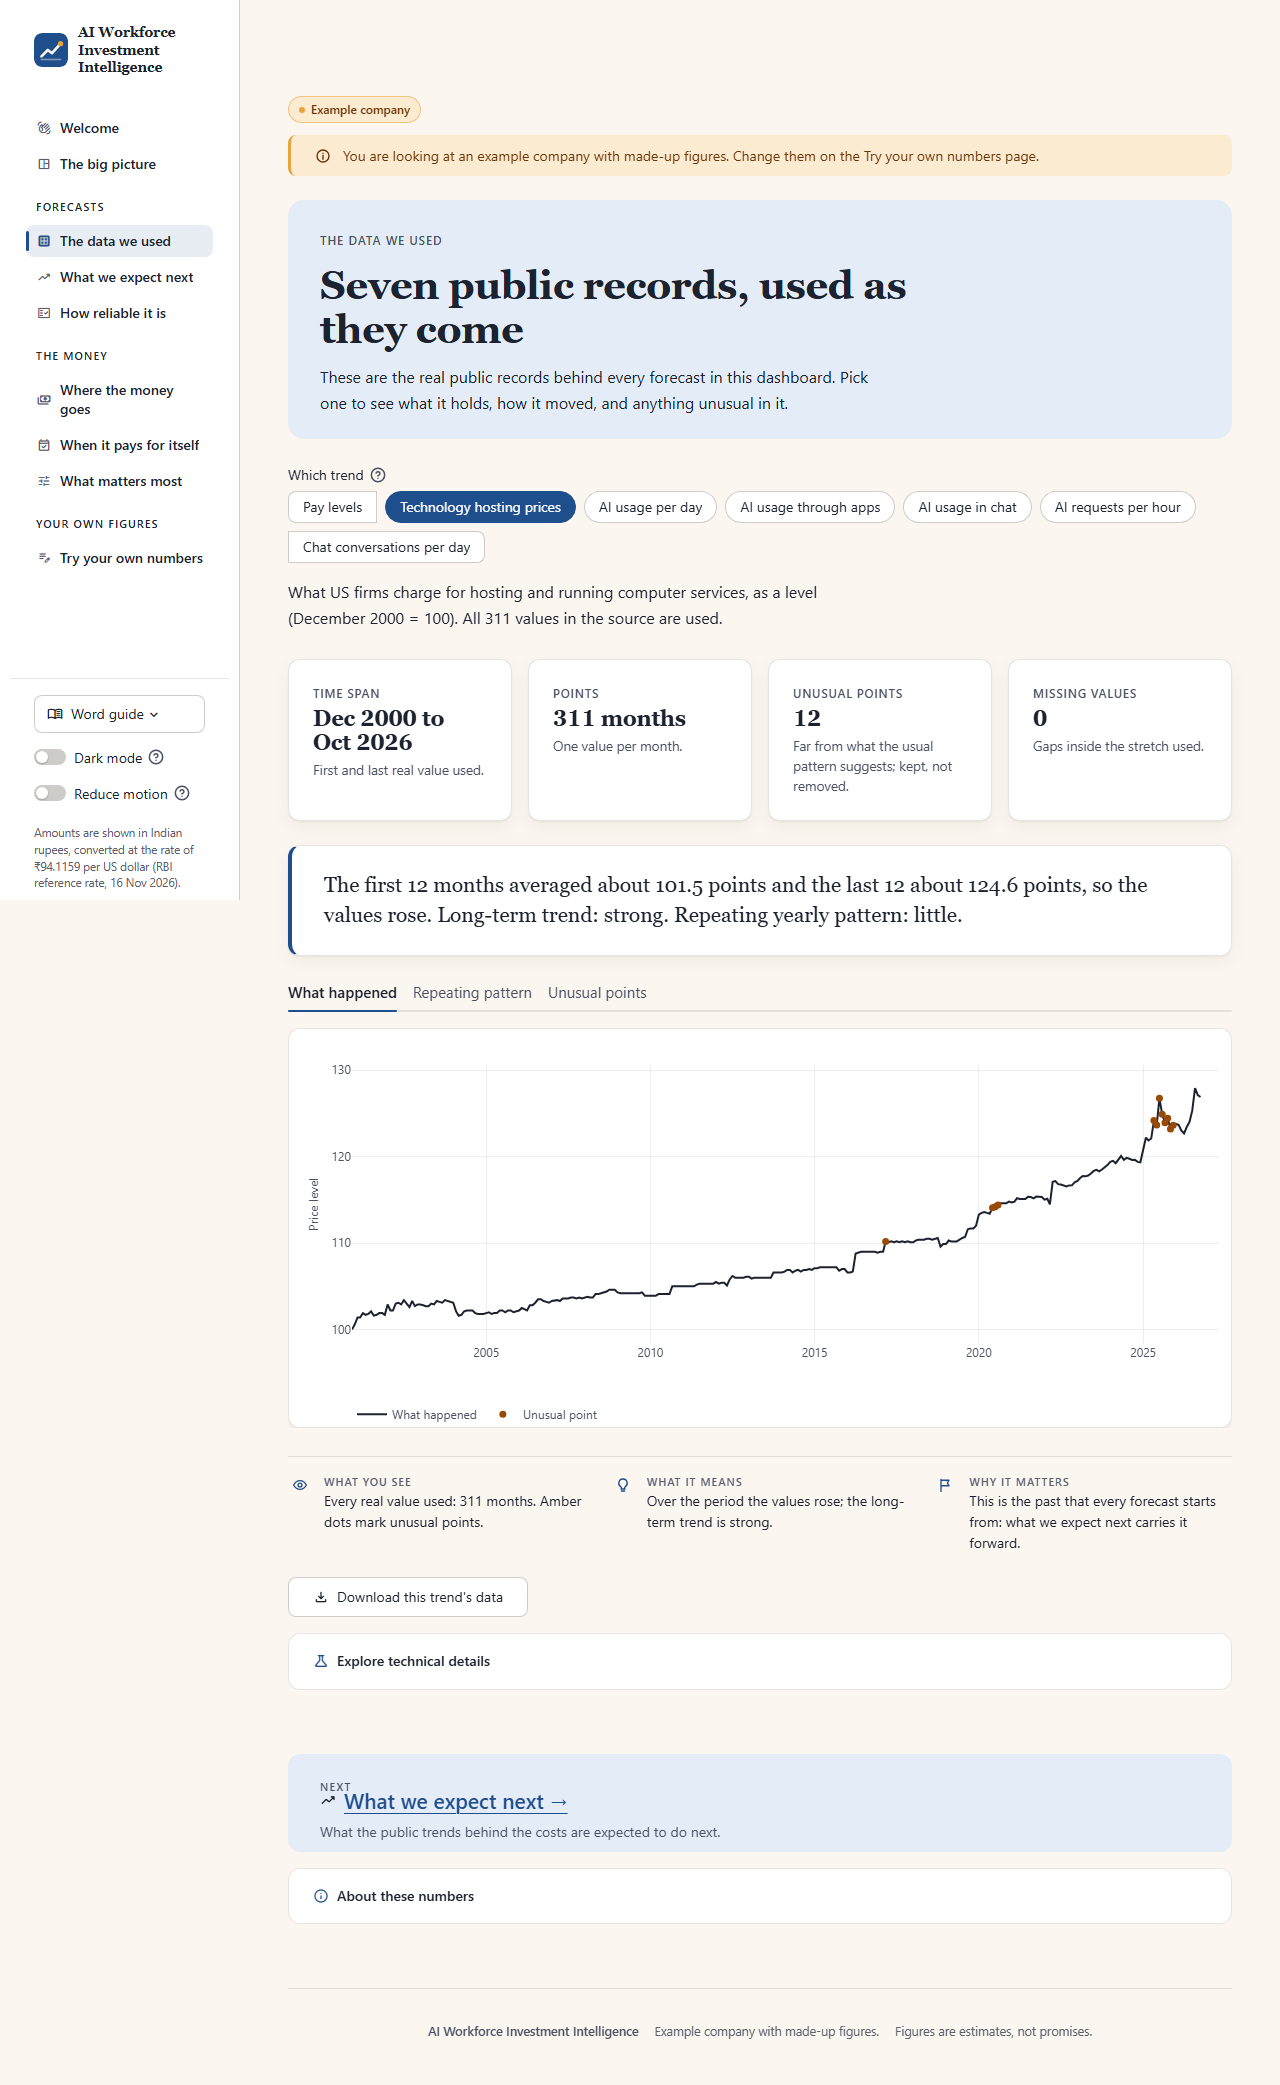 AI Workforce
Investment
Intelligence
Welcome
The big picture
FORECASTS
The data we used
What we expect next
How reliable it is
THE MONEY
Where the money
goes
When it pays for itself
What matters most
YOUR OWN FIGURES
Try your own numbers
Word guide
Dark mode
Reduce motion
Amounts are shown in Indian
rupees, converted at the rate of
₹94.1159 per US dollar (RBI
reference rate, 16 Nov 2026).
Example company
You are looking at an example company with made-up figures. Change them on the Try your own numbers page.
THE DATA WE USED
Seven public records, used as
they come
These are the real public records behind every forecast in this dashboard. Pick
one to see what it holds, how it moved, and anything unusual in it.
Which trend
Pay levels
Technology hosting prices
AI usage per day
AI usage through apps
AI usage in chat
AI requests per hour
Chat conversations per day
What US firms charge for hosting and running computer services, as a level
(December 2000 = 100). All 311 values in the source are used.
TIME SPAN
Dec 2000 to
Oct 2026
First and last real value used.
POINTS
311 months
One value per month.
UNUSUAL POINTS
12
Far from what the usual
pattern suggests; kept, not
removed.
MISSING VALUES
0
Gaps inside the stretch used.
The first 12 months averaged about 101.5 points and the last 12 about 124.6 points, so the
values rose. Long-term trend: strong. Repeating yearly pattern: little.
What happened
Repeating pattern
Unusual points
130
120
110
100
Price level
2005
2010
2015
2020
2025
What happened
Unusual point
WHAT YOU SEE
Every real value used: 311 months. Amber
dots mark unusual points.
WHAT IT MEANS
Over the period the values rose; the long-
term trend is strong.
WHY IT MATTERS
This is the past that every forecast starts
from: what we expect next carries it
forward.
Download this trend's data
Explore technical details
NEXT
What we expect next →
What the public trends behind the costs are expected to do next.
About these numbers
AI Workforce Investment Intelligence
Example company with made-up figures.
Figures are estimates, not promises.